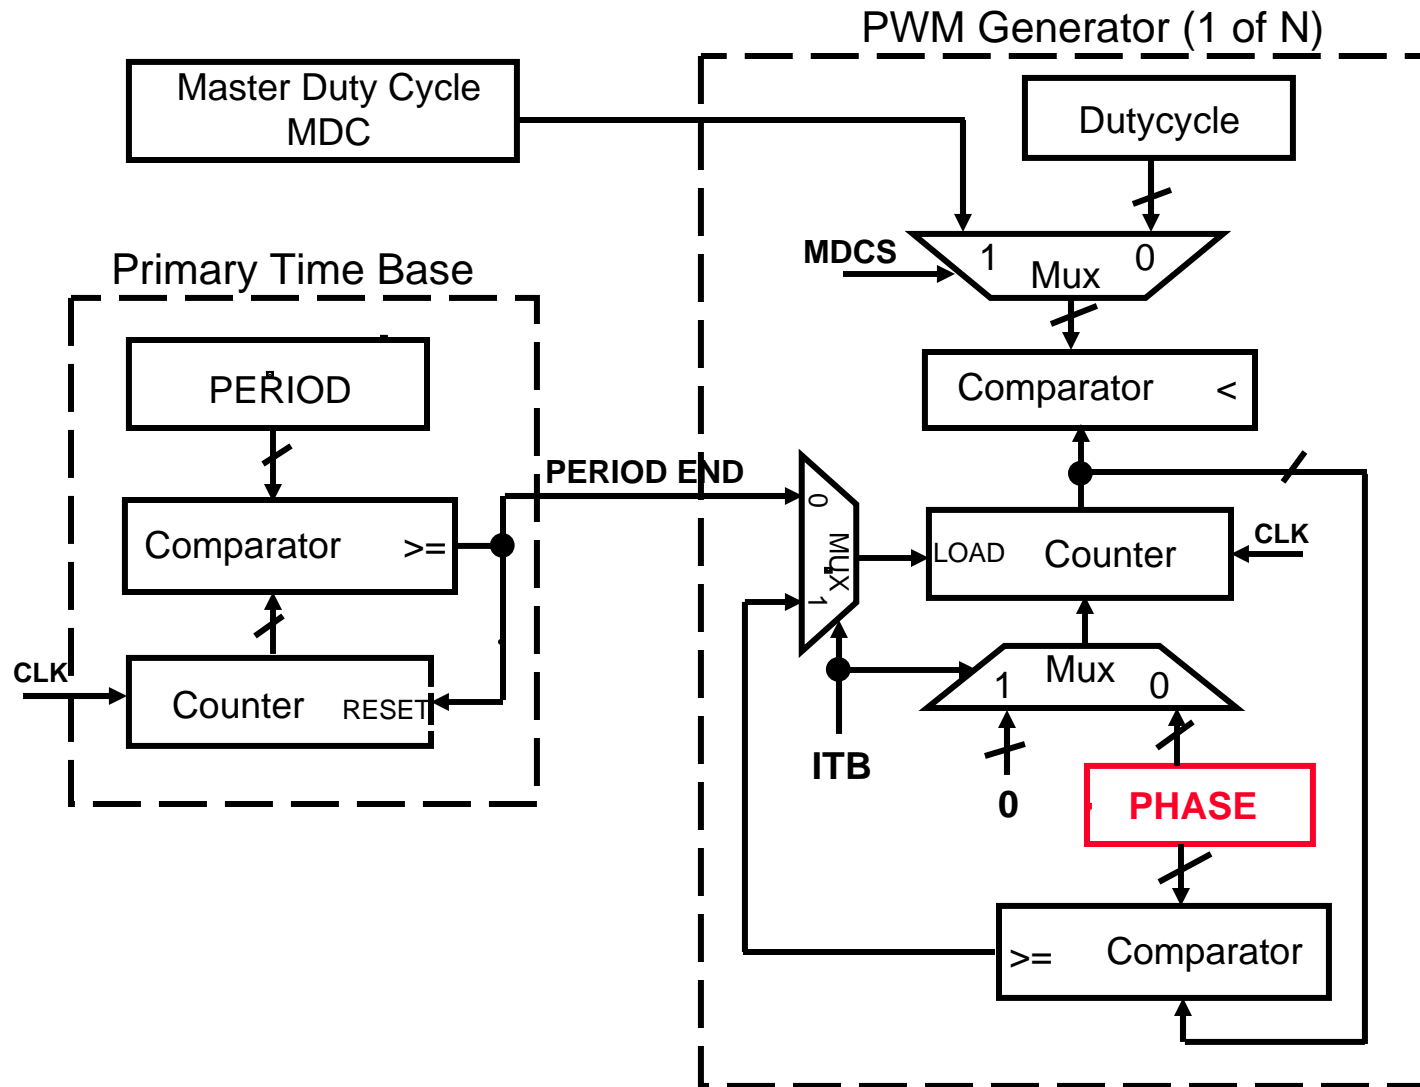 PWM Generator (1 of N)
Master Duty Cycle
MDC
Dutycycle
MDCS
1
Mux
0
Primary Time Base
PERIOD
Comparator <
PERIOD END
0
MUX
1
Comparator >=
LOAD Counter
CLK
CLK
Counter RESET
1
Mux
0
ITB
0
PHASE
>= Comparator